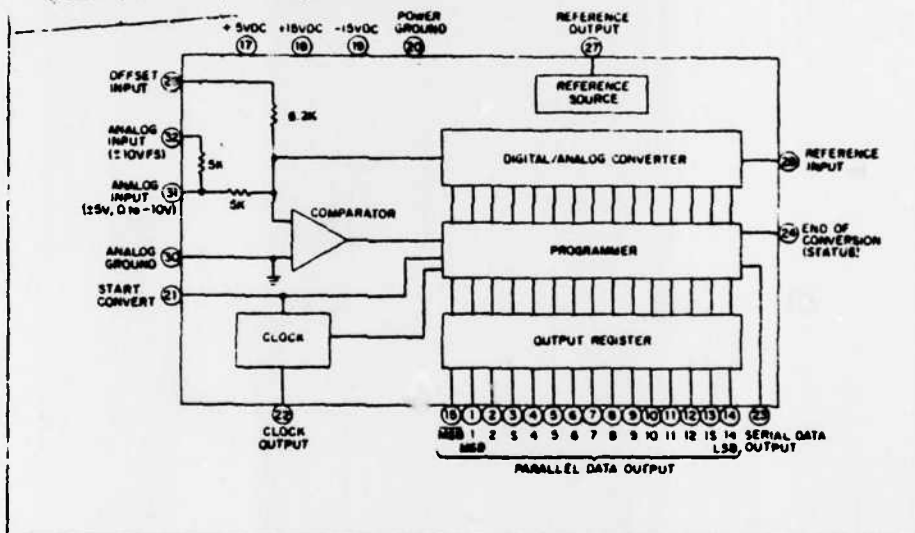 +5VDC +15VDC -15VDC POWER GROUND REFERENCE OUTPUT
17 18 19 20 27
OFFSET INPUT
6.2K
REFERENCE SOURCE
ANALOG INPUT (±10VFS)
32
5K
DIGITAL/ANALOG CONVERTER
28 REFERENCE INPUT
ANALOG INPUT (±5V, 0 to -10V)
31
5K
COMPARATOR
24 END OF CONVERSION (STATUS)
PROGRAMMER
ANALOG GROUND
30
START CONVERT
21
CLOCK
OUTPUT REGISTER
22
CLOCK OUTPUT
15 1 2 3 4 5 6 7 8 9 10 11 12 13 14 23
MSB 1 2 3 4 5 6 7 8 9 10 11 12 13 14 SERIAL DATA OUTPUT
MSB LSB
PARALLEL DATA OUTPUT